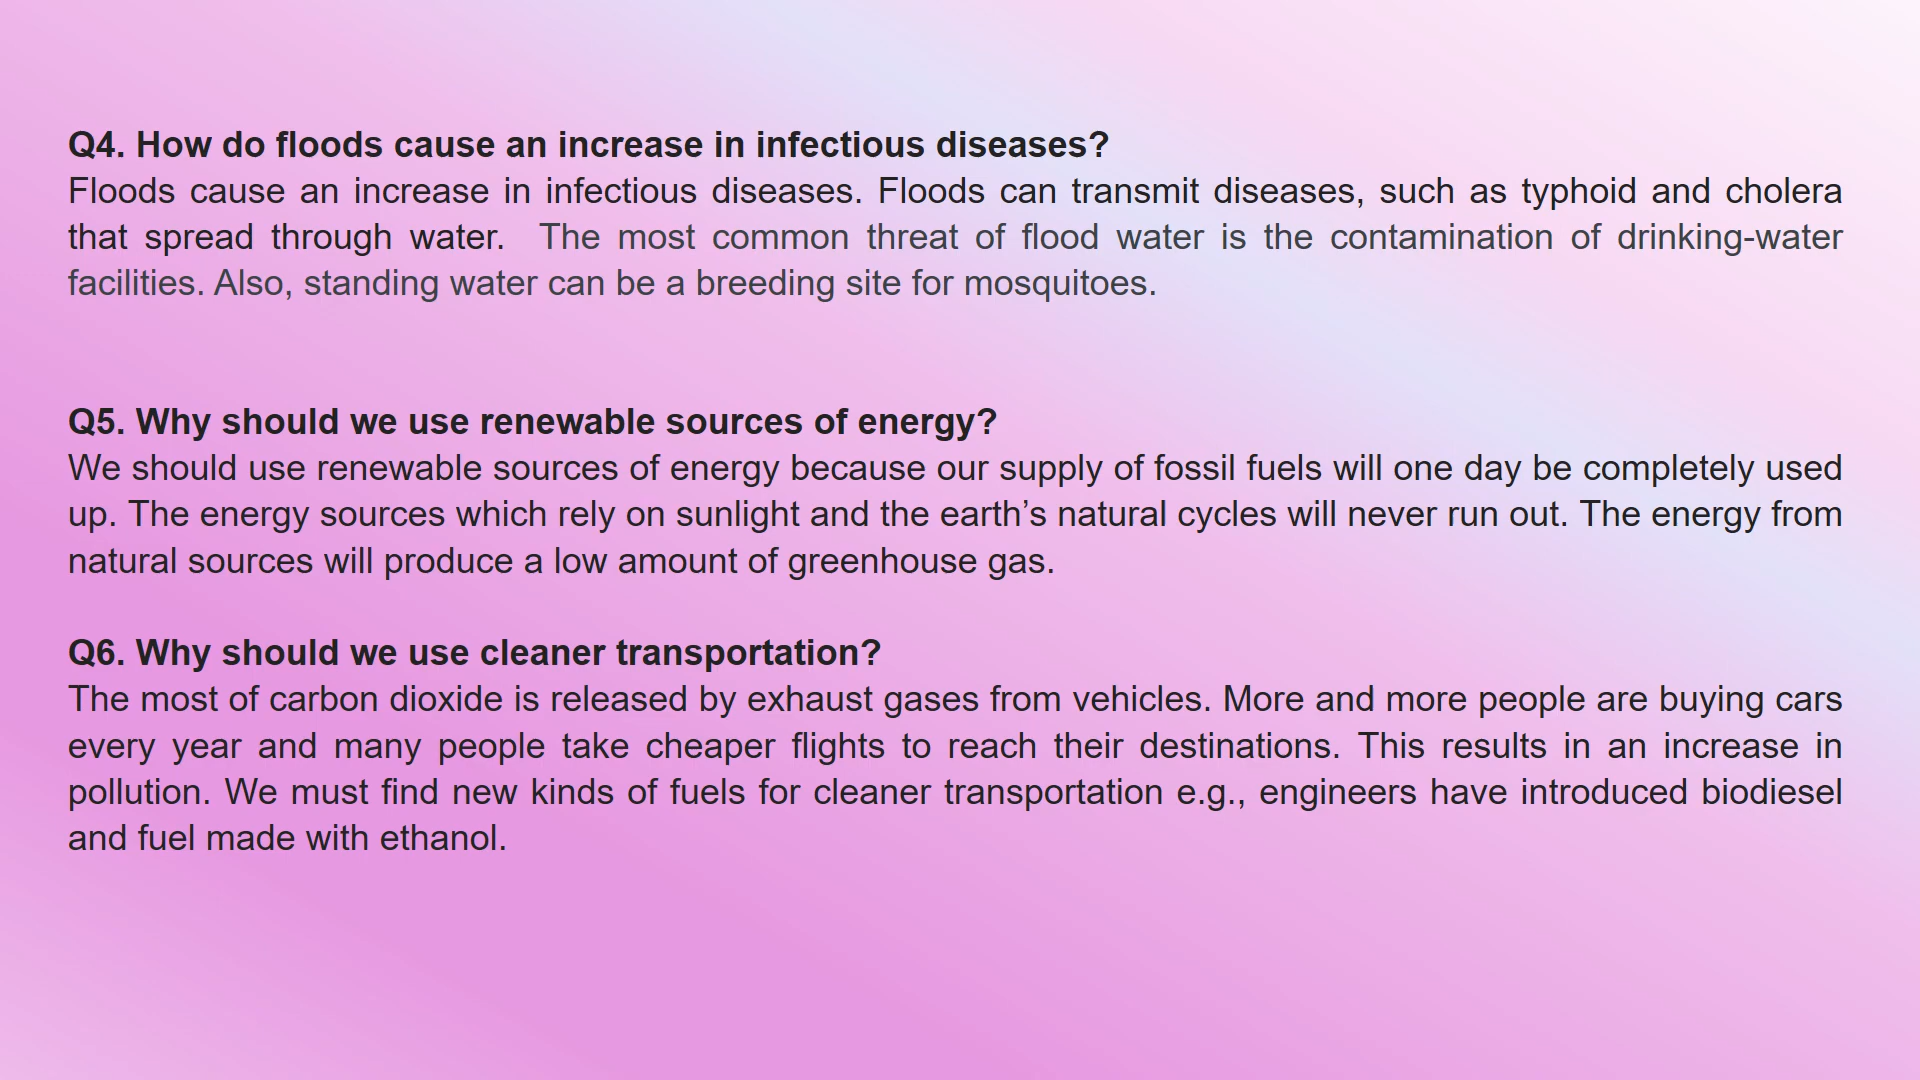 Q4. How do floods cause an increase in infectious diseases?
Floods cause an increase in infectious diseases. Floods can transmit diseases, such as typhoid and cholera
that spread through water.  The most common threat of flood water is the contamination of drinking-water
facilities. Also, standing water can be a breeding site for mosquitoes.
Q5. Why should we use renewable sources of energy?
We should use renewable sources of energy because our supply of fossil fuels will one day be completely used
up. The energy sources which rely on sunlight and the earth’s natural cycles will never run out. The energy from
natural sources will produce a low amount of greenhouse gas.
Q6. Why should we use cleaner transportation?
The most of carbon dioxide is released by exhaust gases from vehicles. More and more people are buying cars
every year and many people take cheaper flights to reach their destinations. This results in an increase in
pollution. We must find new kinds of fuels for cleaner transportation e.g., engineers have introduced biodiesel
and fuel made with ethanol.